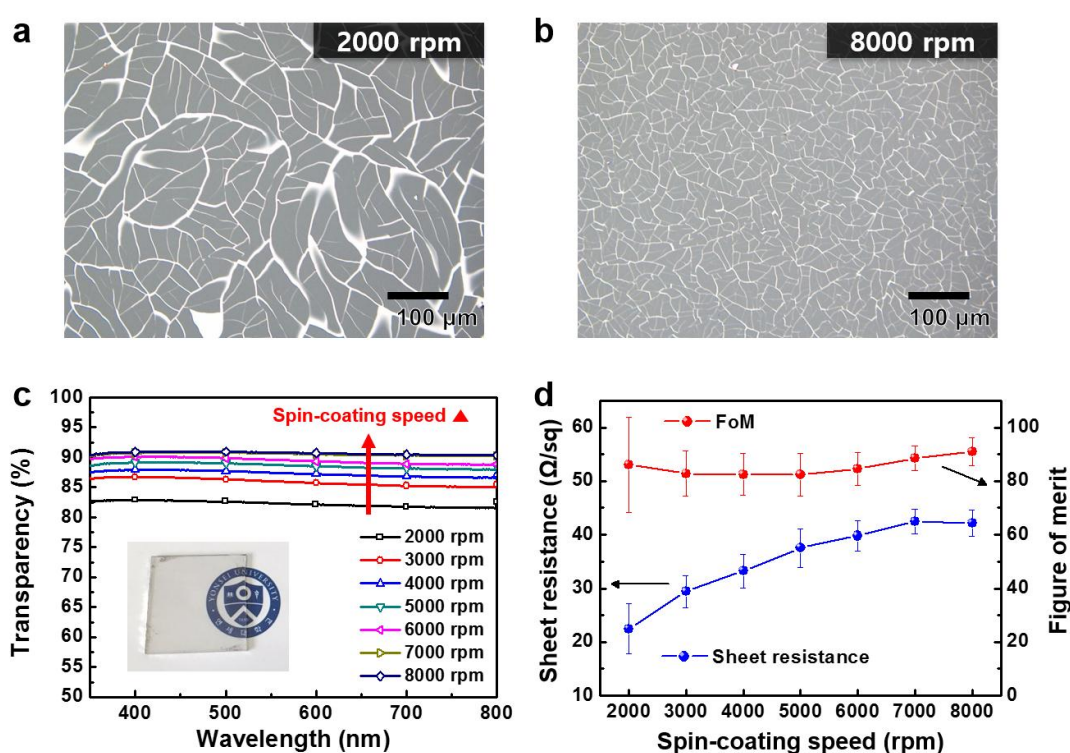 a
2000 rpm
100 µm
b
8000 rpm
100 µm
c
100
95
90
85
80
75
70
65
60
55
50
Transparency (%)
Spin-coating speed ▲
2000 rpm
3000 rpm
4000 rpm
5000 rpm
6000 rpm
7000 rpm
8000 rpm
YONSEI UNIVERSITY
400 500 600 700 800
Wavelength (nm)
d
60
50
40
30
20
10
Sheet resistance (Ω/sq)
FoM
Sheet resistance
100
80
60
40
20
0
Figure of merit
2000 3000 4000 5000 6000 7000 8000
Spin-coating speed (rpm)